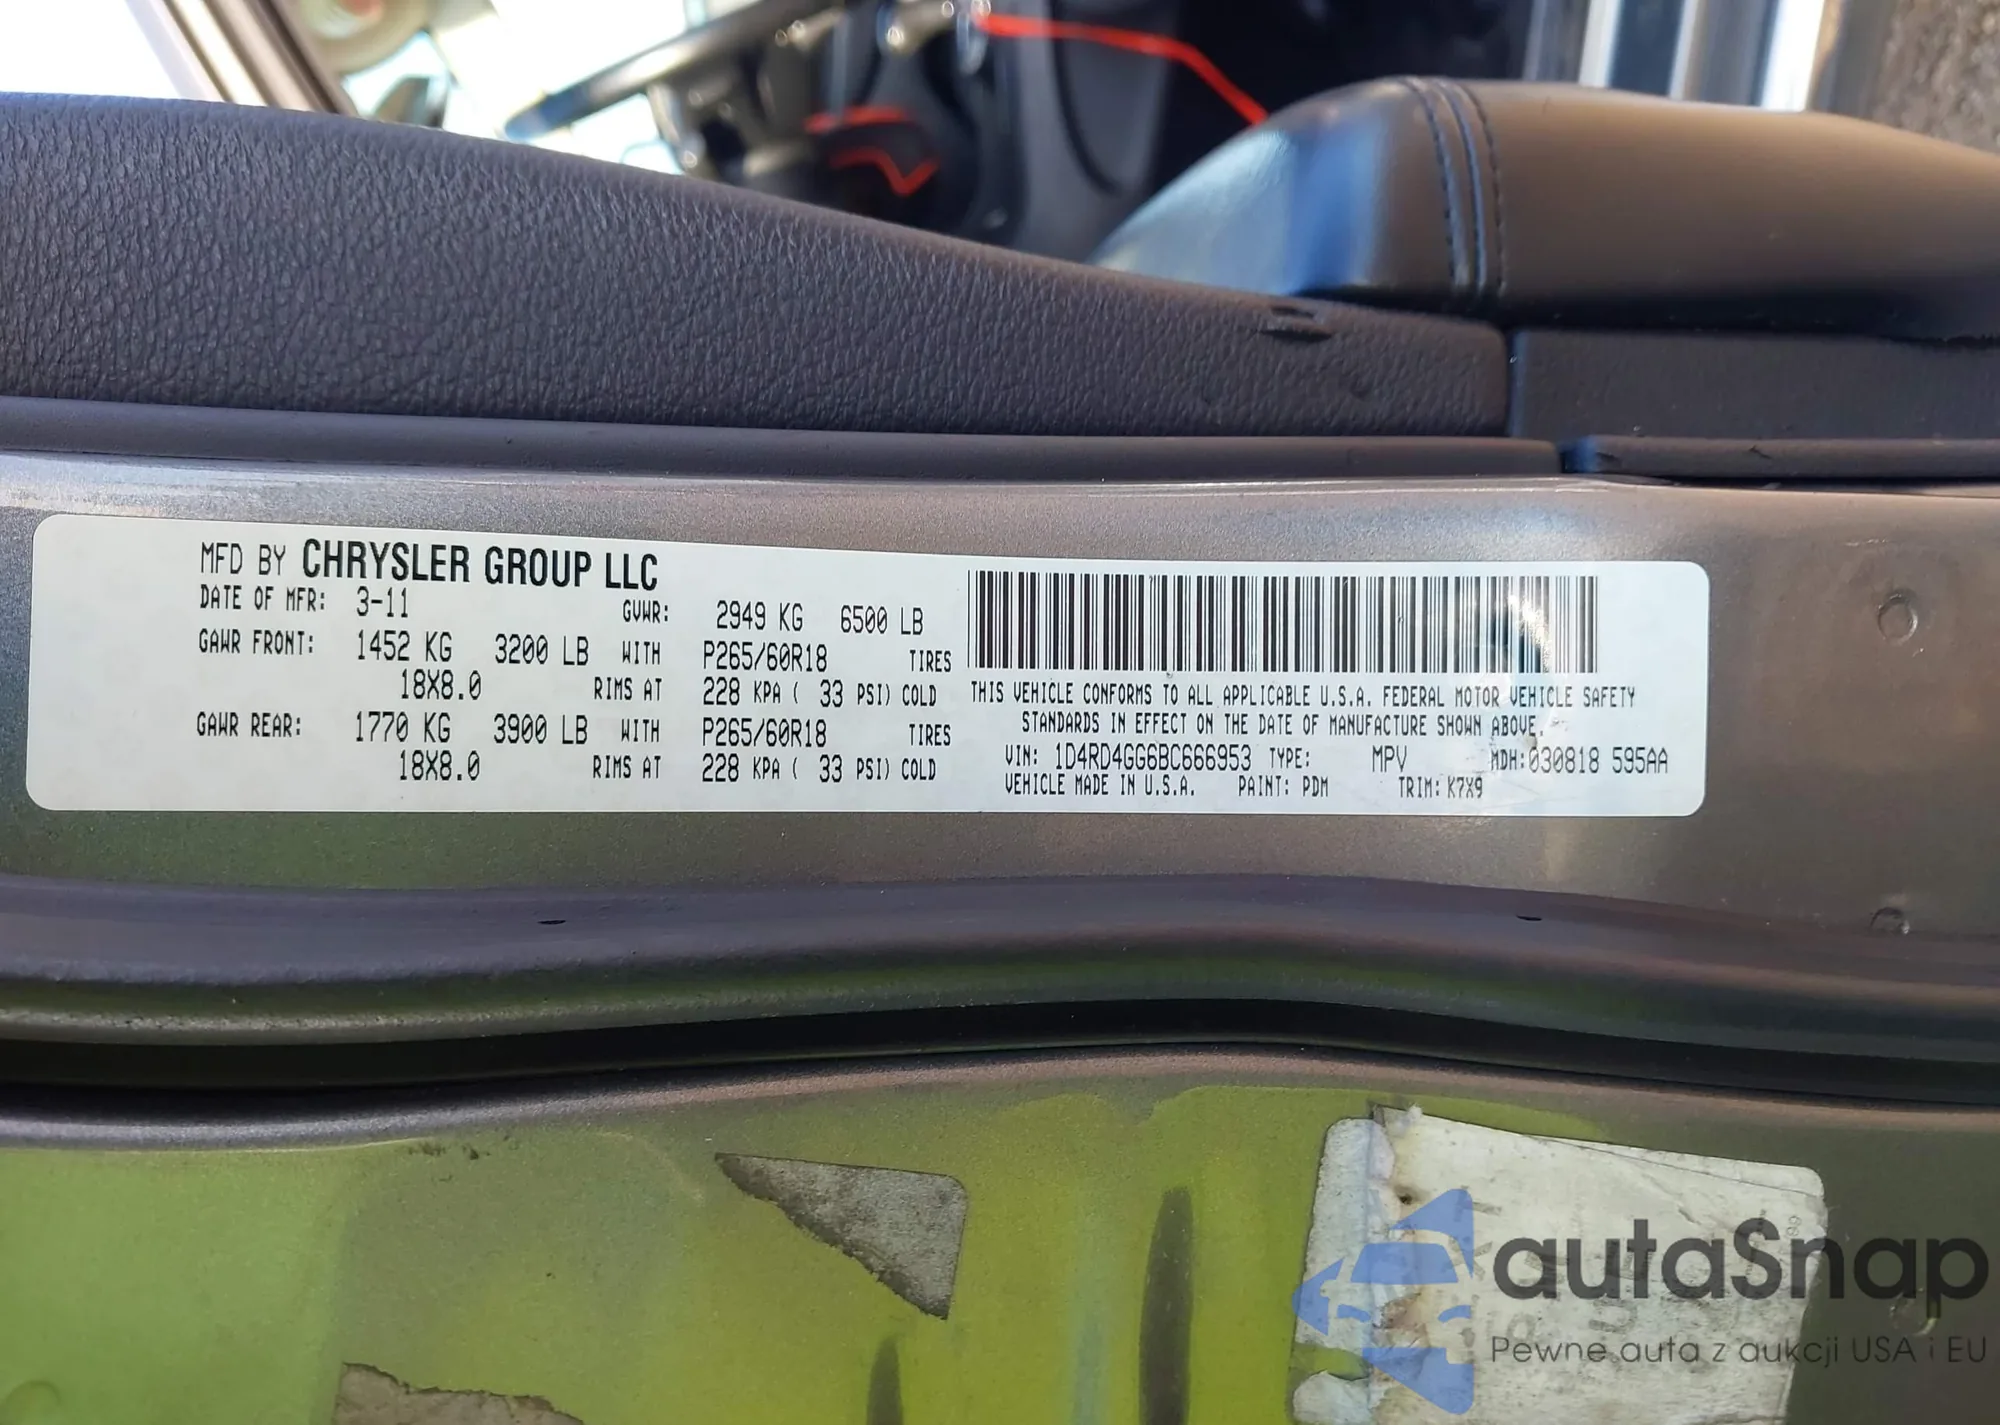 MFD BY CHRYSLER GROUP LLC
DATE OF MFR: 3-11 GVWR: 2949 KG 6500 LB
GAWR FRONT: 1452 KG 3200 LB WITH P265/60R18 TIRES
18X8.0 RIMS AT 228 KPA ( 33 PSI) COLD
GAWR REAR: 1770 KG 3900 LB WITH P265/60R18 TIRES
18X8.0 RIMS AT 228 KPA ( 33 PSI) COLD
THIS VEHICLE CONFORMS TO ALL APPLICABLE U.S.A. FEDERAL MOTOR VEHICLE SAFETY
STANDARDS IN EFFECT ON THE DATE OF MANUFACTURE SHOWN ABOVE.
VIN: 1D4RD4GG6BC666953 TYPE: MPV MDH:030818 595AA
VEHICLE MADE IN U.S.A. PAINT: PDM TRIM: K7X9
autaSnap
Pewne auta z aukcji USA i EU